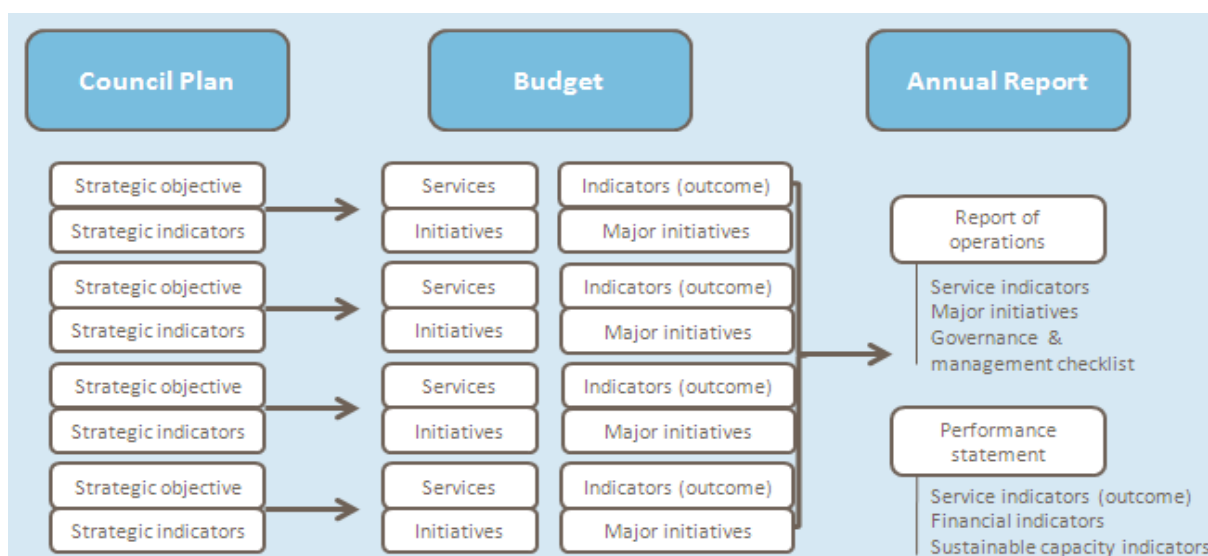 Council Plan
Budget
Annual Report
Strategic objective
Strategic indicators
Services
Initiatives
Indicators (outcome)
Major initiatives
Strategic objective
Strategic indicators
Services
Initiatives
Indicators (outcome)
Major initiatives
Strategic objective
Strategic indicators
Services
Initiatives
Indicators (outcome)
Major initiatives
Strategic objective
Strategic indicators
Services
Initiatives
Indicators (outcome)
Major initiatives
Report of
operations
Service indicators
Major initiatives
Governance &
management checklist
Performance
statement
Service indicators (outcome)
Financial indicators
Sustainable capacity indicators